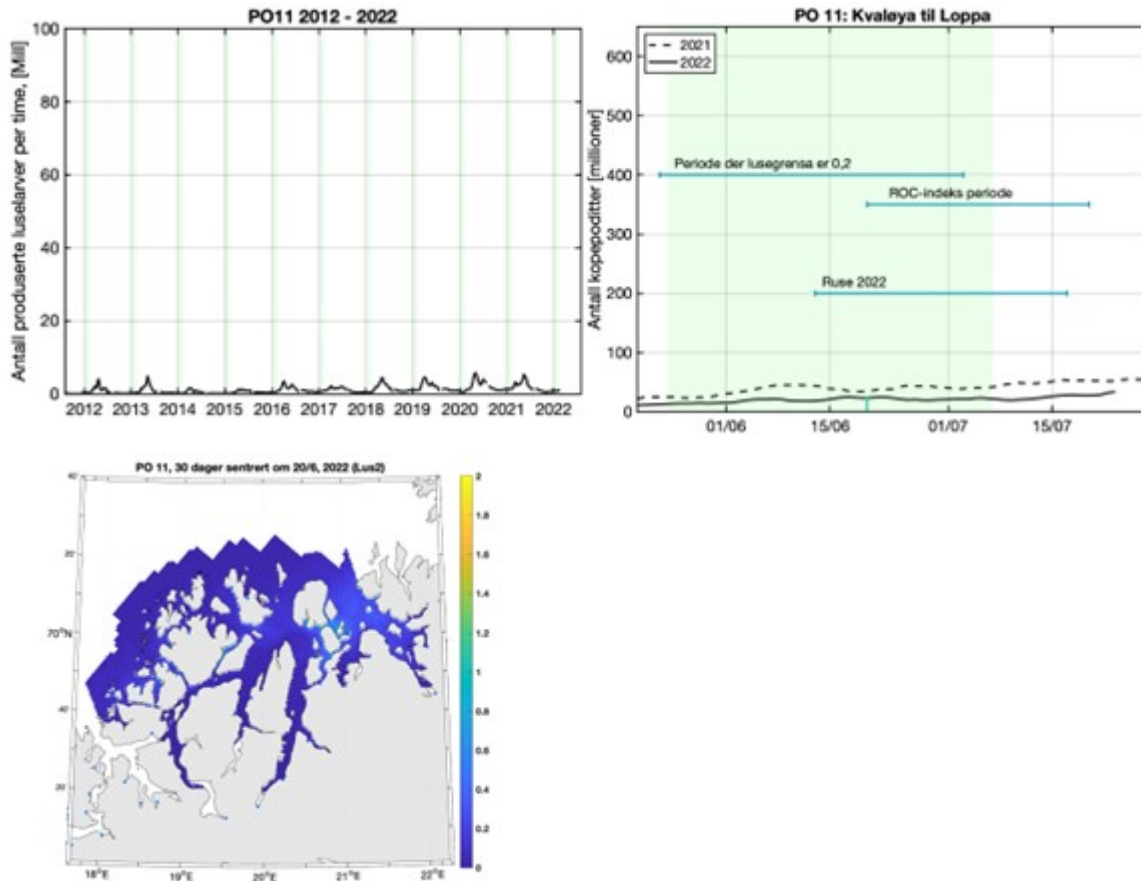 PO11 2012 - 2022
Antall produserte luselarver per time, [Mill]
100
80
60
40
20
0
2012 2013 2014 2015 2016 2017 2018 2019 2020 2021 2022
PO 11: Kvaløya til Loppa
Antall kopepoditter [millioner]
600
500
400
300
200
100
0
2021
2022
Periode der lusegrensa er 0,2
ROC-indeks periode
Ruse 2022
01/06 15/06 01/07 15/07
PO 11, 30 dager sentrert om 20/6, 2022 (Lus2)
40'
20'
70°N
40'
20'
18°E 19°E 20°E 21°E 22°E
2
1.8
1.6
1.4
1.2
1
0.8
0.6
0.4
0.2
0